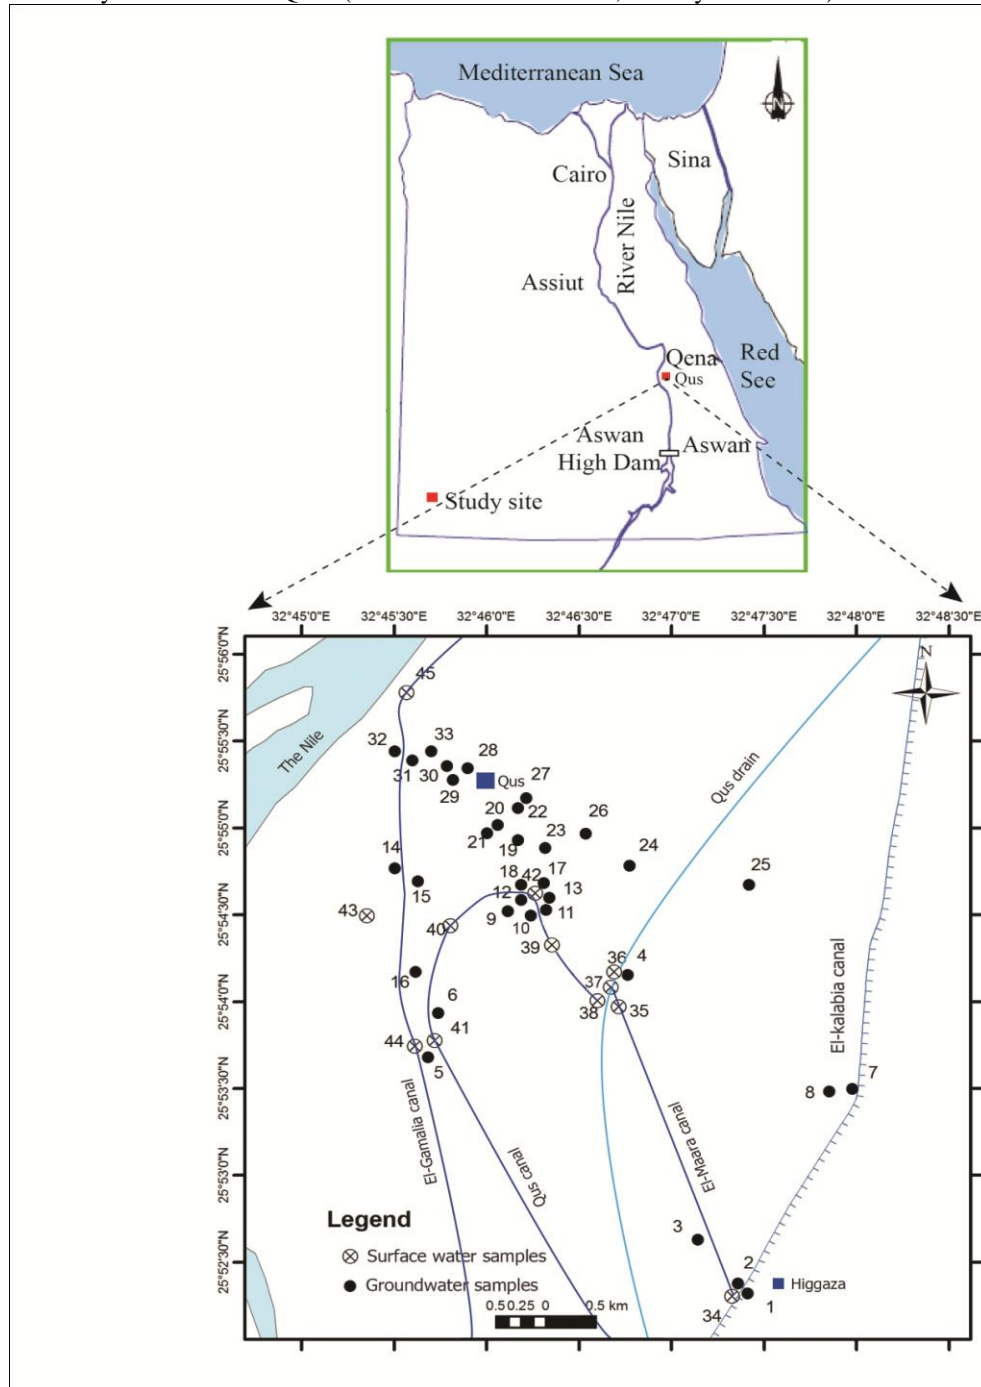 Mediterranean Sea
N
Cairo
Sina
River Nile
Assiut
Qena
Qus
Red
See
Aswan
High Dam
Aswan
Study site
32°45'0"E 32°45'30"E 32°46'0"E 32°46'30"E 32°47'0"E 32°47'30"E 32°48'0"E 32°48'30"E
25°56'0"N
25°55'30"N
25°55'0"N
25°54'30"N
25°54'0"N
25°53'30"N
25°53'0"N
25°52'30"N
N
The Nile
45
32
33
31
30
28
29
Qus
27
20
22
26
21
19
23
24
25
14
15
18
42
17
12
13
43
9
10
11
40
39
36
4
16
37
6
38
35
44
41
5
7
8
Qus drain
El-kalabia canal
El-Gamalia canal
Qus canal
El-Maara canal
3
2
Higgaza
34
1
Legend
Surface water samples
Groundwater samples
0.5 0.25 0 0.5 km